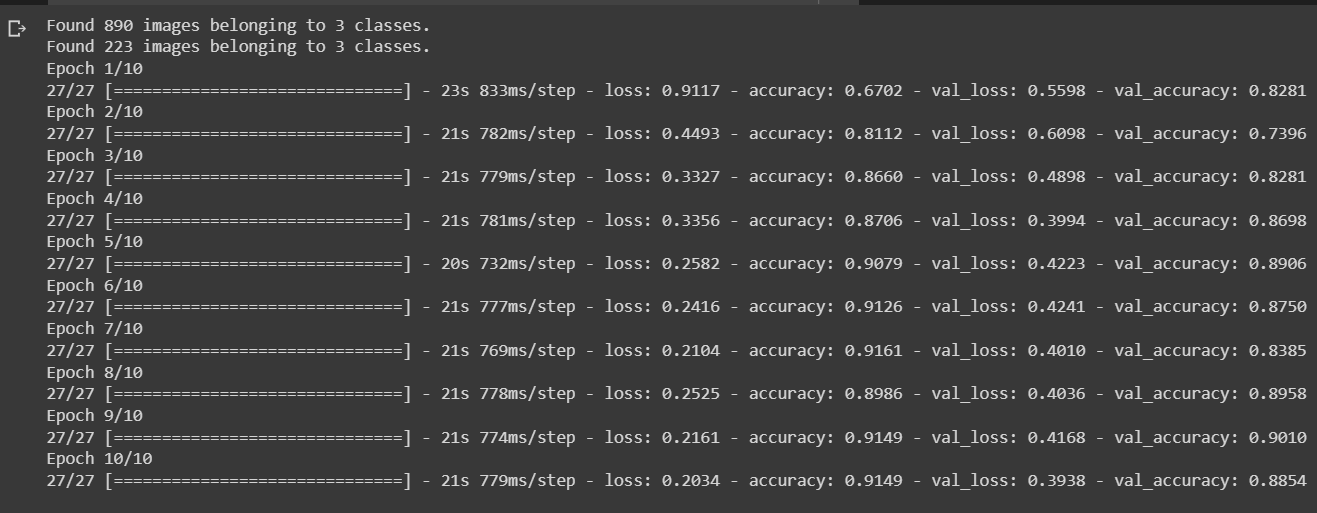 Found 890 images belonging to 3 classes.
Found 223 images belonging to 3 classes.
Epoch 1/10
27/27 [==============================] - 23s 833ms/step - loss: 0.9117 - accuracy: 0.6702 - val_loss: 0.5598 - val_accuracy: 0.8281
Epoch 2/10
27/27 [==============================] - 21s 782ms/step - loss: 0.4493 - accuracy: 0.8112 - val_loss: 0.6098 - val_accuracy: 0.7396
Epoch 3/10
27/27 [==============================] - 21s 779ms/step - loss: 0.3327 - accuracy: 0.8660 - val_loss: 0.4898 - val_accuracy: 0.8281
Epoch 4/10
27/27 [==============================] - 21s 781ms/step - loss: 0.3356 - accuracy: 0.8706 - val_loss: 0.3994 - val_accuracy: 0.8698
Epoch 5/10
27/27 [==============================] - 20s 732ms/step - loss: 0.2582 - accuracy: 0.9079 - val_loss: 0.4223 - val_accuracy: 0.8906
Epoch 6/10
27/27 [==============================] - 21s 777ms/step - loss: 0.2416 - accuracy: 0.9126 - val_loss: 0.4241 - val_accuracy: 0.8750
Epoch 7/10
27/27 [==============================] - 21s 769ms/step - loss: 0.2104 - accuracy: 0.9161 - val_loss: 0.4010 - val_accuracy: 0.8385
Epoch 8/10
27/27 [==============================] - 21s 778ms/step - loss: 0.2525 - accuracy: 0.8986 - val_loss: 0.4036 - val_accuracy: 0.8958
Epoch 9/10
27/27 [==============================] - 21s 774ms/step - loss: 0.2161 - accuracy: 0.9149 - val_loss: 0.4168 - val_accuracy: 0.9010
Epoch 10/10
27/27 [==============================] - 21s 779ms/step - loss: 0.2034 - accuracy: 0.9149 - val_loss: 0.3938 - val_accuracy: 0.8854